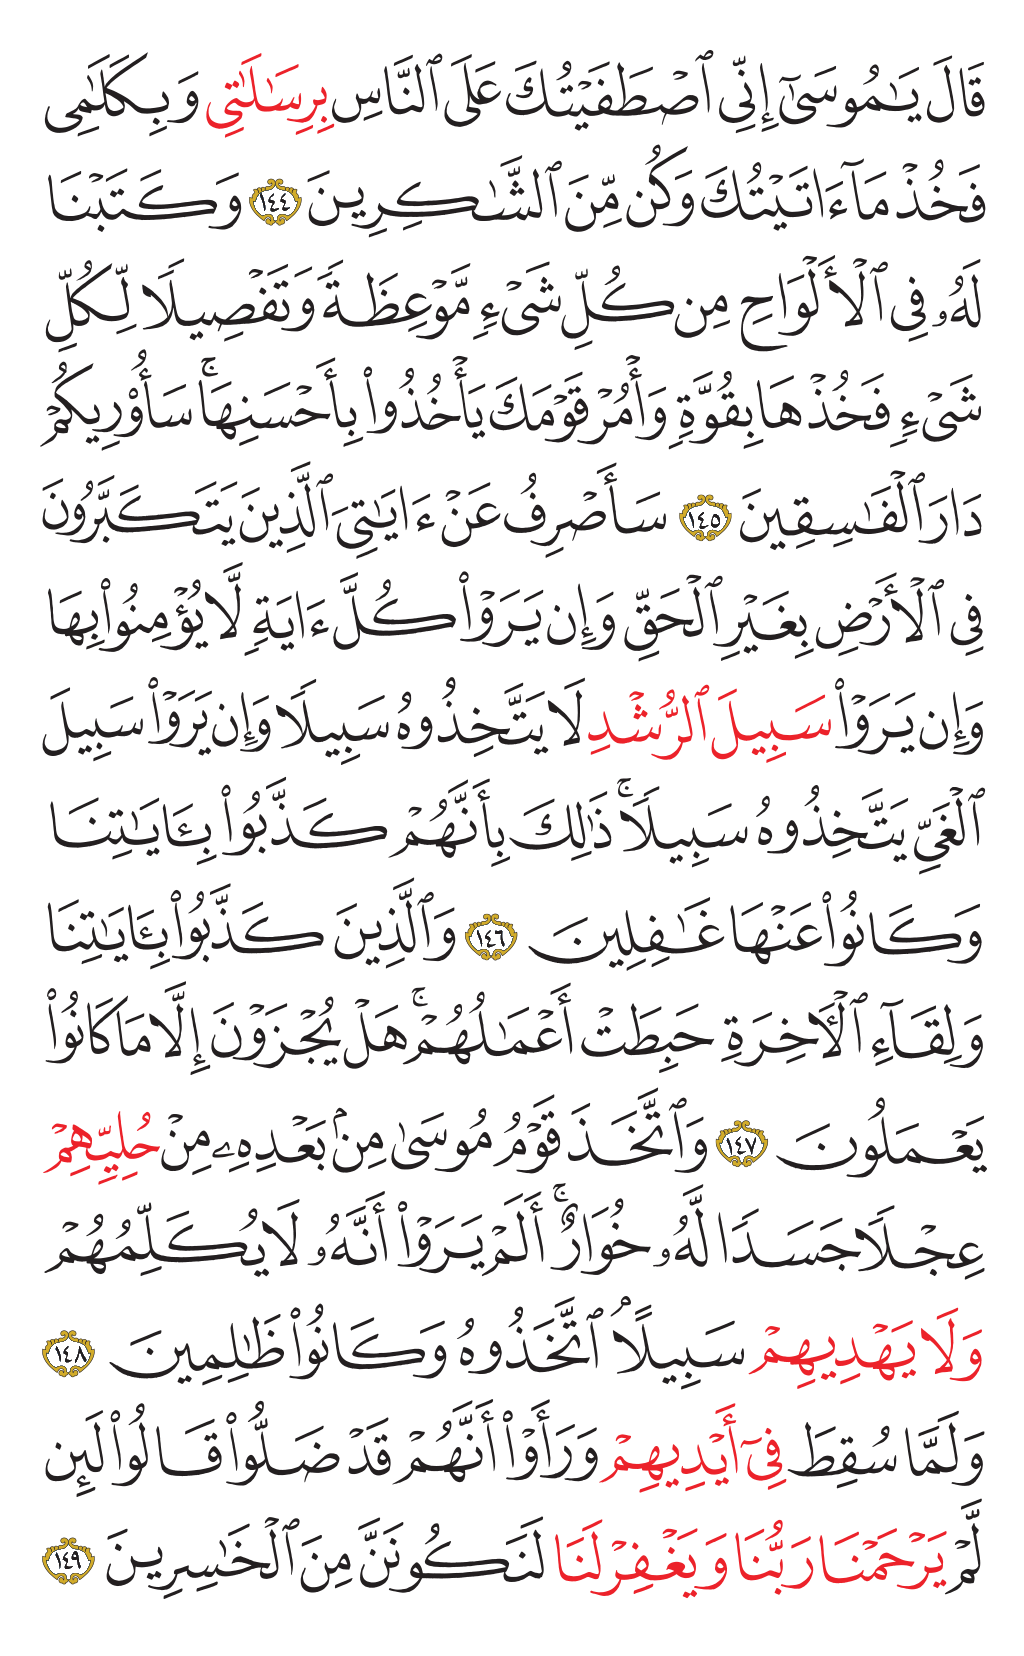 قَالَ يَـٰمُوسَىٰٓ إِنِّي ٱصۡطَفَيۡتُكَ عَلَى ٱلنَّاسِ بِرِسَـٰلَـٰتِي وَبِكَلَـٰمِي
فَخُذۡ مَآ ءَاتَيۡتُكَ وَكُن مِّنَ ٱلشَّـٰكِرِينَ ١٤٤ وَكَتَبۡنَا
لَهُۥ فِي ٱلۡأَلۡوَاحِ مِن كُلِّ شَيۡءٖ مَّوۡعِظَةٗ وَتَفۡصِيلٗا لِّكُلِّ
شَيۡءٖ فَخُذۡهَا بِقُوَّةٖ وَأۡمُرۡ قَوۡمَكَ يَأۡخُذُواْ بِأَحۡسَنِهَاۚ سَأُوْرِيكُمۡ
دَارَ ٱلۡفَـٰسِقِينَ ١٤٥ سَأَصۡرِفُ عَنۡ ءَايَـٰتِيَ ٱلَّذِينَ يَتَكَبَّرُونَ
فِي ٱلۡأَرۡضِ بِغَيۡرِ ٱلۡحَقِّ وَإِن يَرَوۡاْ كُلَّ ءَايَةٖ لَّا يُؤۡمِنُواْ بِهَا
وَإِن يَرَوۡاْ سَبِيلَ ٱلرُّشۡدِ لَا يَتَّخِذُوهُ سَبِيلٗا وَإِن يَرَوۡاْ سَبِيلَ
ٱلۡغَيِّ يَتَّخِذُوهُ سَبِيلٗاۚ ذَٰلِكَ بِأَنَّهُمۡ كَذَّبُواْ بِـَٔايَـٰتِنَا
وَكَانُواْ عَنۡهَا غَـٰفِلِينَ ١٤٦ وَٱلَّذِينَ كَذَّبُواْ بِـَٔايَـٰتِنَا
وَلِقَآءِ ٱلۡأٓخِرَةِ حَبِطَتۡ أَعۡمَـٰلُهُمۡۚ هَلۡ يُجۡزَوۡنَ إِلَّا مَا كَانُواْ
يَعۡمَلُونَ ١٤٧ وَٱتَّخَذَ قَوۡمُ مُوسَىٰ مِنۢ بَعۡدِهِۦ مِنۡ حُلِيِّهِمۡ
عِجۡلٗا جَسَدٗا لَّهُۥ خُوَارٌۚ أَلَمۡ يَرَوۡاْ أَنَّهُۥ لَا يُكَلِّمُهُمۡ
وَلَا يَهۡدِيهِمۡ سَبِيلًاۘ ٱتَّخَذُوهُ وَكَانُواْ ظَـٰلِمِينَ ١٤٨
وَلَمَّا سُقِطَ فِيٓ أَيۡدِيهِمۡ وَرَأَوۡاْ أَنَّهُمۡ قَدۡ ضَلُّواْ قَالُواْ لَئِن
لَّمۡ يَرۡحَمۡنَا رَبُّنَا وَيَغۡفِرۡ لَنَا لَنَكُونَنَّ مِنَ ٱلۡخَـٰسِرِينَ ١٤٩